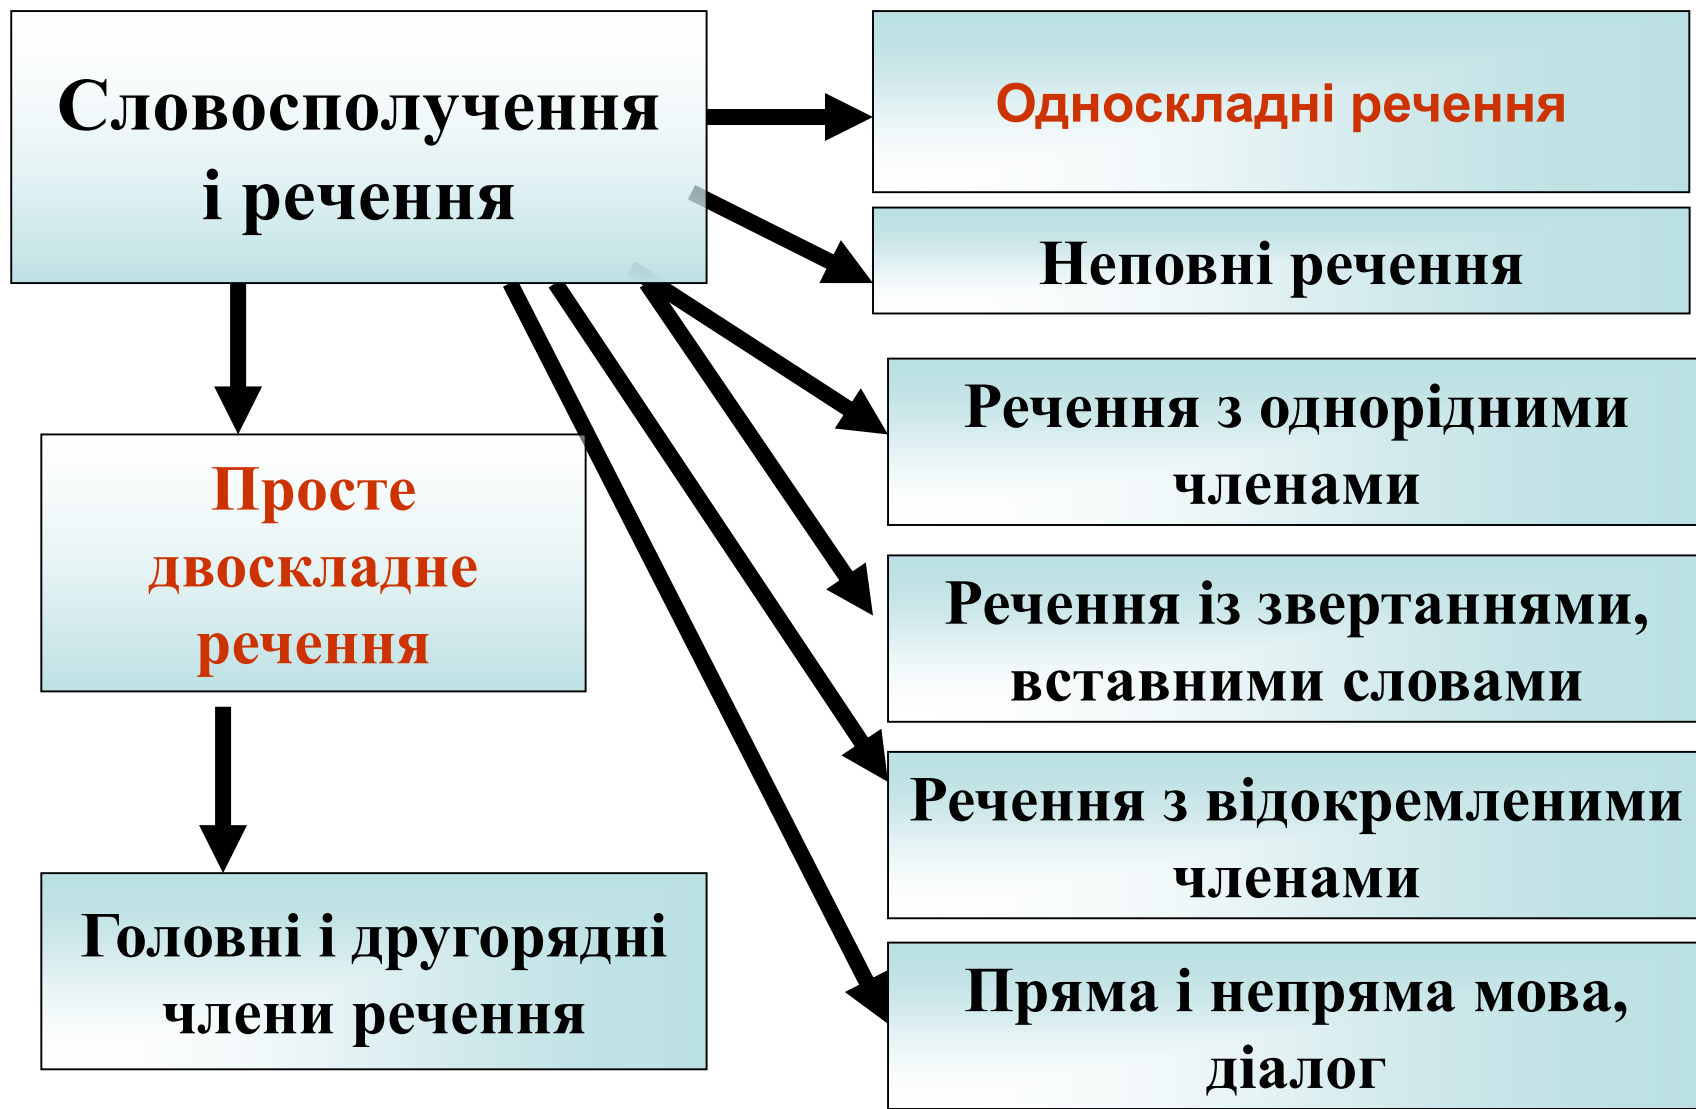 Словосполучення
і речення
Односкладні речення
Неповні речення
Речення з однорідними
членами
Просте
двоскладне
речення
Речення із звертаннями,
вставними словами
Речення з відокремленими
членами
Головні і другорядні
члени речення
Пряма і непряма мова,
діалог